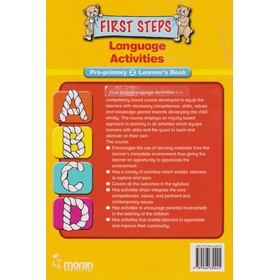 FIRST STEPS
Language
Activities
Pre-primary 2 Learner's Book
A
B
C
D
First Steps Language Activities is a
competency based course developed to equip the
learners with necessary competencies, skills, values
and knowledge geared towards developing the whole
child. The course employs an inquiry based
approach to learning in all activities which equips
learners with skills and the quest to learn and
discover on their own.
The course:
Encourages the use of learning materials from the
learner's immediate environment thus giving the
learner an opportunity to appreciate the
environment
Has a variety of activities which enable learners
to explore and learn
Covers all the outcomes in the syllabus
Has activities which integrate the core
competencies, values, and pertinent and
contemporary issues
Has activities to encourage parental involvement
in the learning of the children
Has activities that enable learners to appreciate
and improve their community.
moran